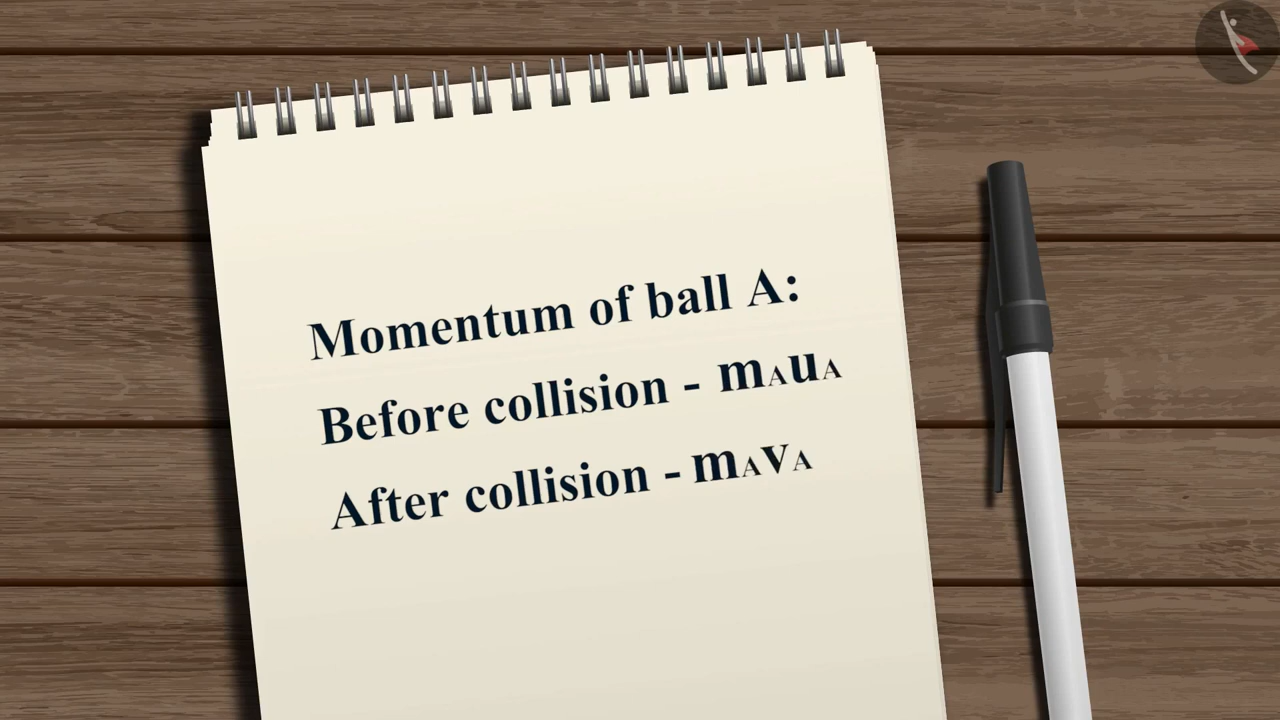 Momentum of ball A:
Before collision - mAuA
After collision - mAvA